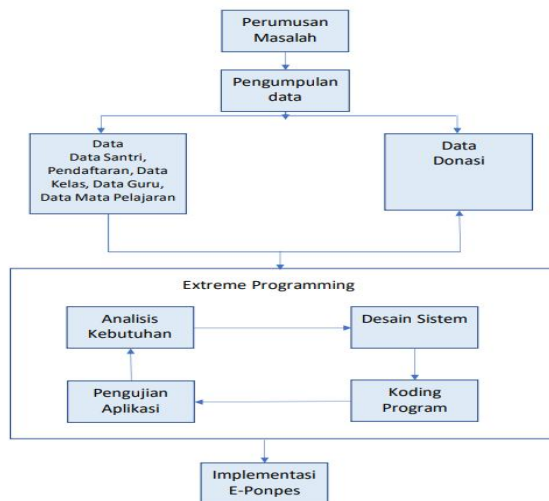 Perumusan
Masalah
Pengumpulan
data
Data
Data Santri,
Pendaftaran, Data
Kelas, Data Guru,
Data Mata Pelajaran
Data
Donasi
Extreme Programming
Analisis
Kebutuhan
Desain Sistem
Pengujian
Aplikasi
Koding
Program
Implementasi
E-Ponpes